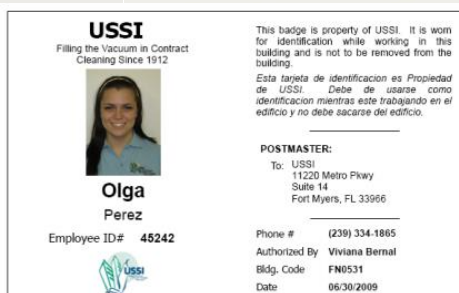 USSI
Filling the Vacuum in Contract
Cleaning Since 1912
Olga
Perez
Employee ID# 45242
USSI
This badge is property of USSI. It is worn
for identification while working in this
building and is not to be removed from the
building.
Esta tarjeta de identificacion es Propiedad
de USSI. Debe de usarse como
identificacion mientras este trabajando en el
edificio y no debe sacarse del edificio.
POSTMASTER:
To: USSI
11220 Metro Pkwy
Suite 14
Fort Myers, FL 33966
Phone # (239) 334-1865
Authorized By Viviana Bernal
Bldg. Code FN0531
Date 06/30/2009